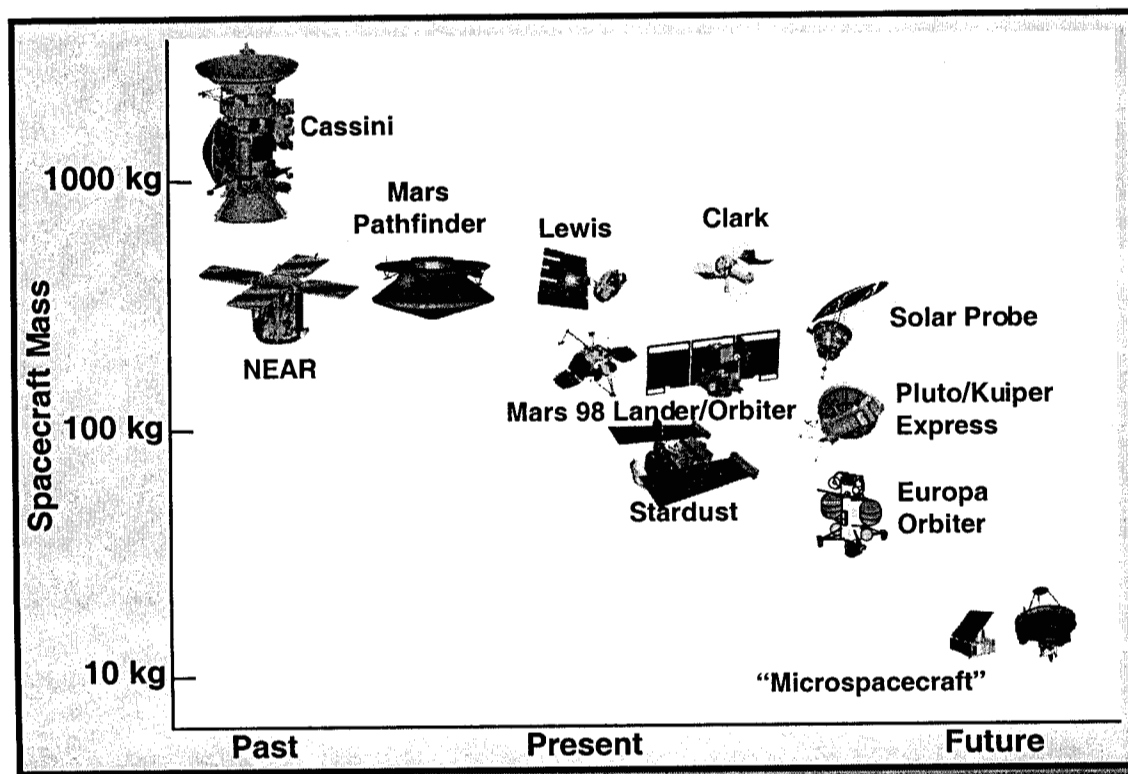 Spacecraft Mass
1000 kg
100 kg
10 kg
Cassini
Mars
Pathfinder
Lewis
Clark
NEAR
Solar Probe
Mars 98 Lander/Orbiter
Pluto/Kuiper
Express
Stardust
Europa
Orbiter
“Microspacecraft”
Past
Present
Future